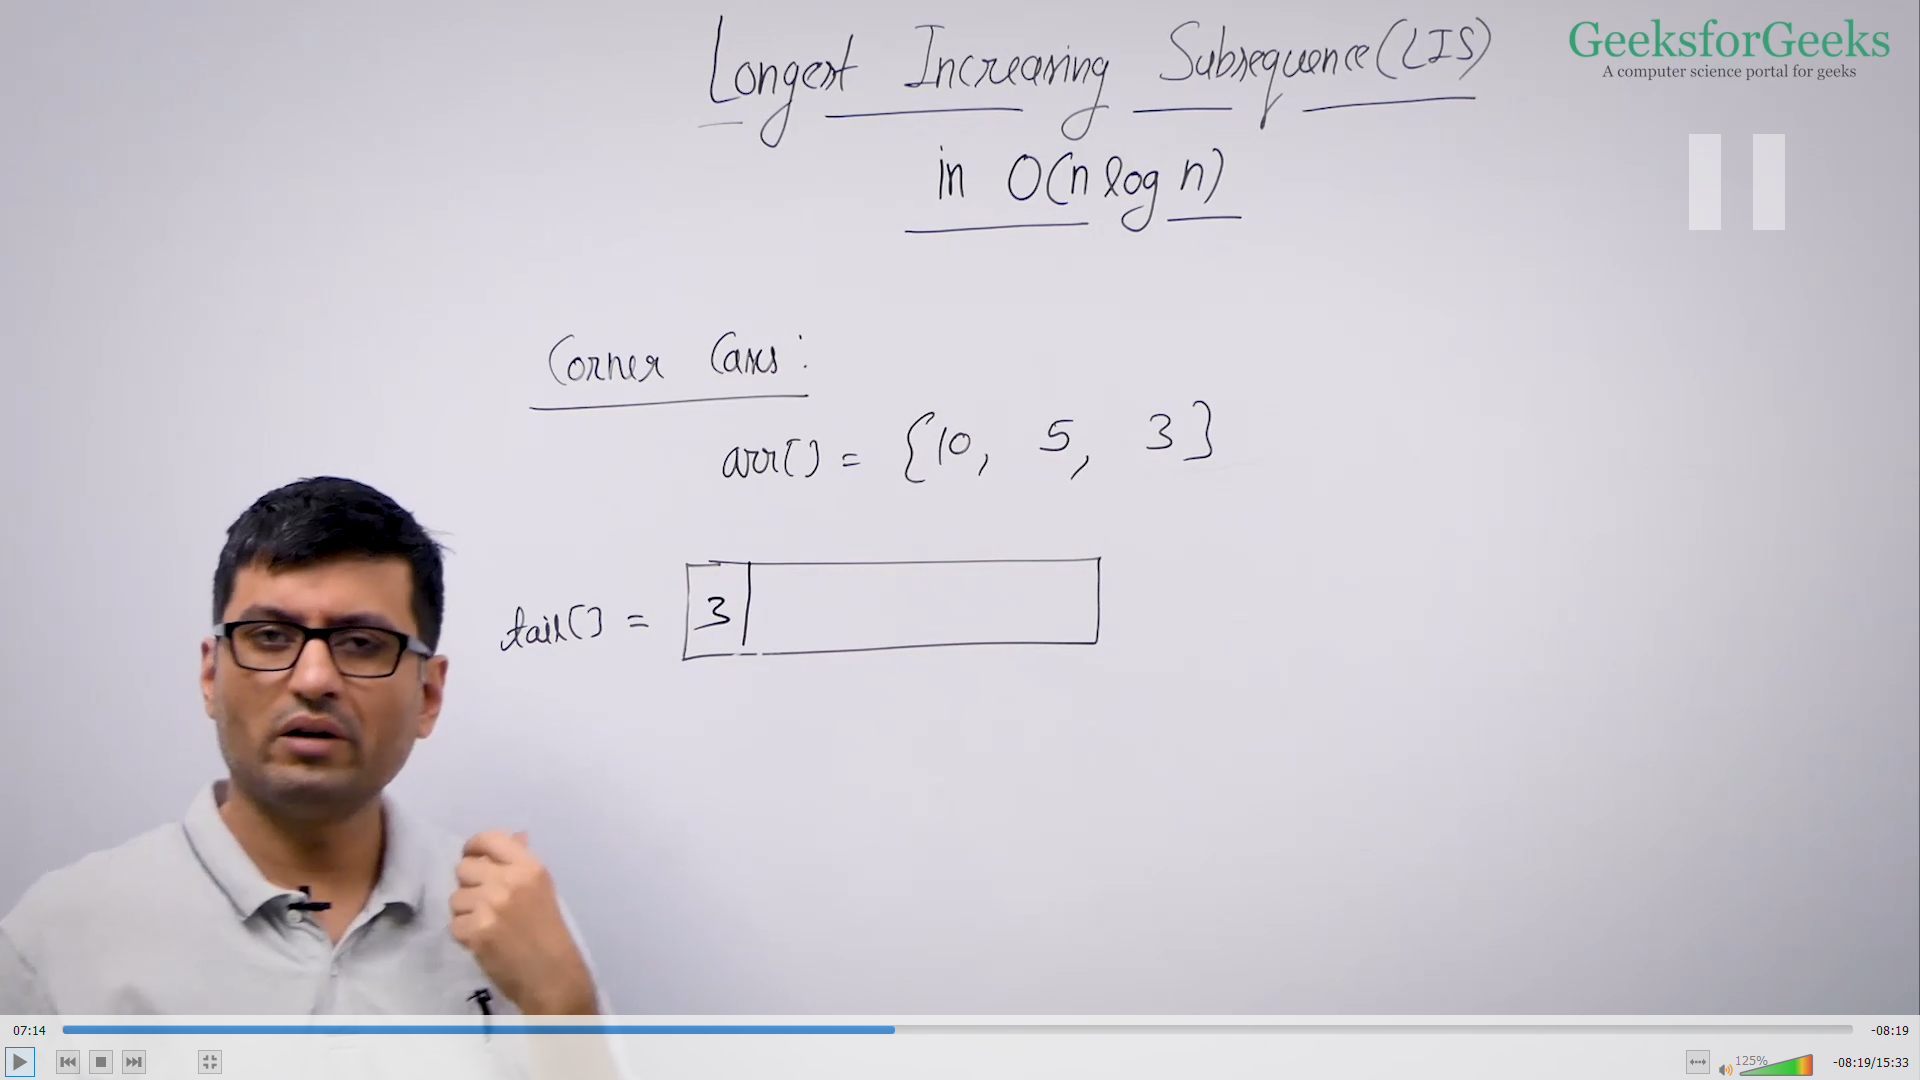 Longest Increasing Subsequence(LIS)
in O(n log n)
GeeksforGeeks
A computer science portal for geeks
Corner Cases:
arr[] = {10, 5, 3}
tail[] = 3
07:14
-08:19
125%
-08:19/15:33